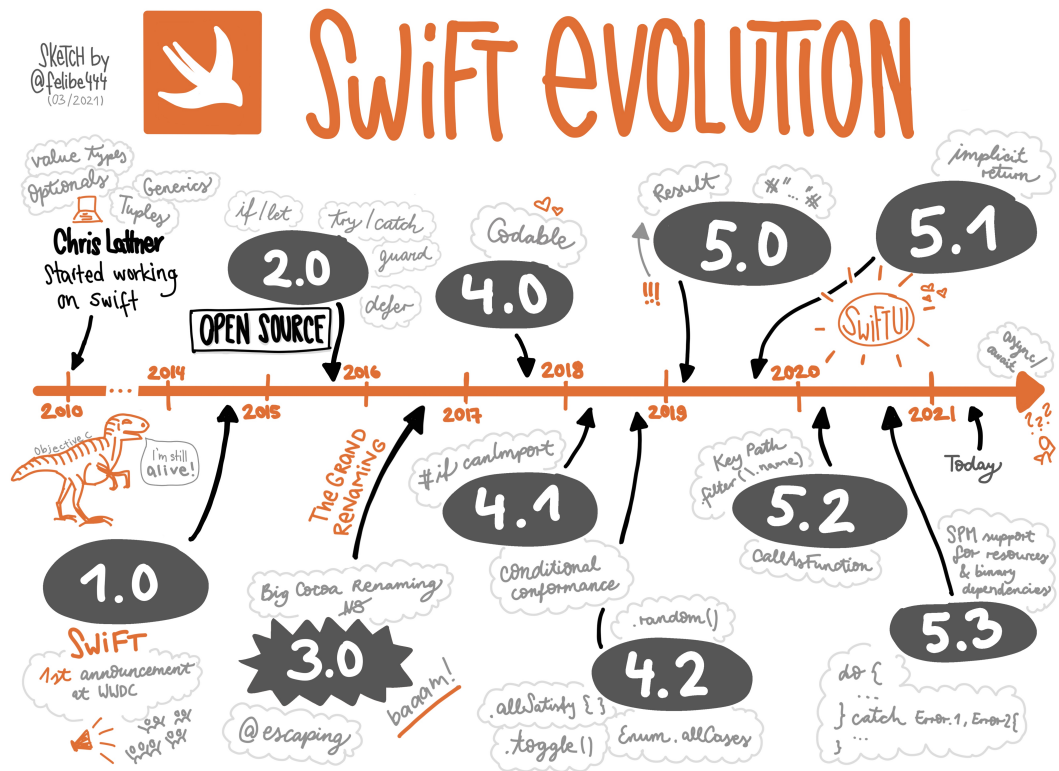 SKETCH by
@felibe444
(03/2021)
SWiFT EVOLUTION
value types
Optionals
Generics
Tuples
Chris Lattner
Started working
on swift
if/let
try/catch
guard
defer
2.0
OPEN SOURCE
Codable
4.0
Result
#"..."#
5.0
!!!
implicit
return
5.1
SwiFTUI
async/
await
2010
...
2014
2015
2016
2017
2018
2019
2020
2021
???
Objective C
I'm still
alive!
1.0
SWiFT
1st announcement
at WWDC
The GRAND
RENAMING
Big Cocoa Renaming
NS
3.0
baaam!
@escaping
#if canImport
4.1
conditional
conformance
.random()
4.2
.allSatisfy { }
.toggle()
Enum.allCases
Key Path
.filter(\.name)
5.2
CallAsFunction
Today
SPM support
for resources
& binary
dependencies
5.3
do {
...
} catch Error.1, Error2{
...
}